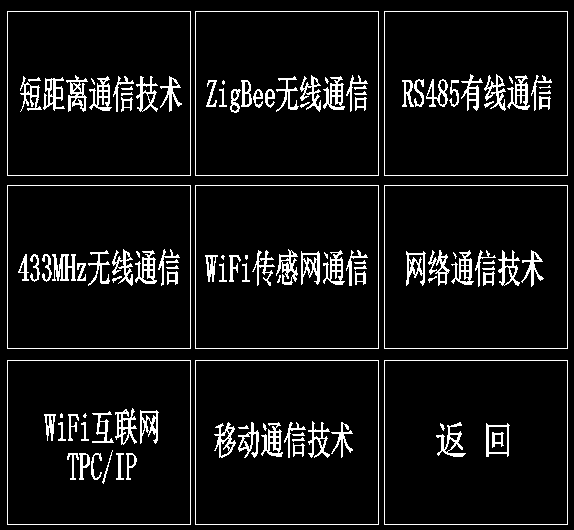 短距离通信技术
ZigBee无线通信
RS485有线通信
433MHz无线通信
WiFi传感网通信
网络通信技术
WiFi互联网
TPC/IP
移动通信技术
返 回